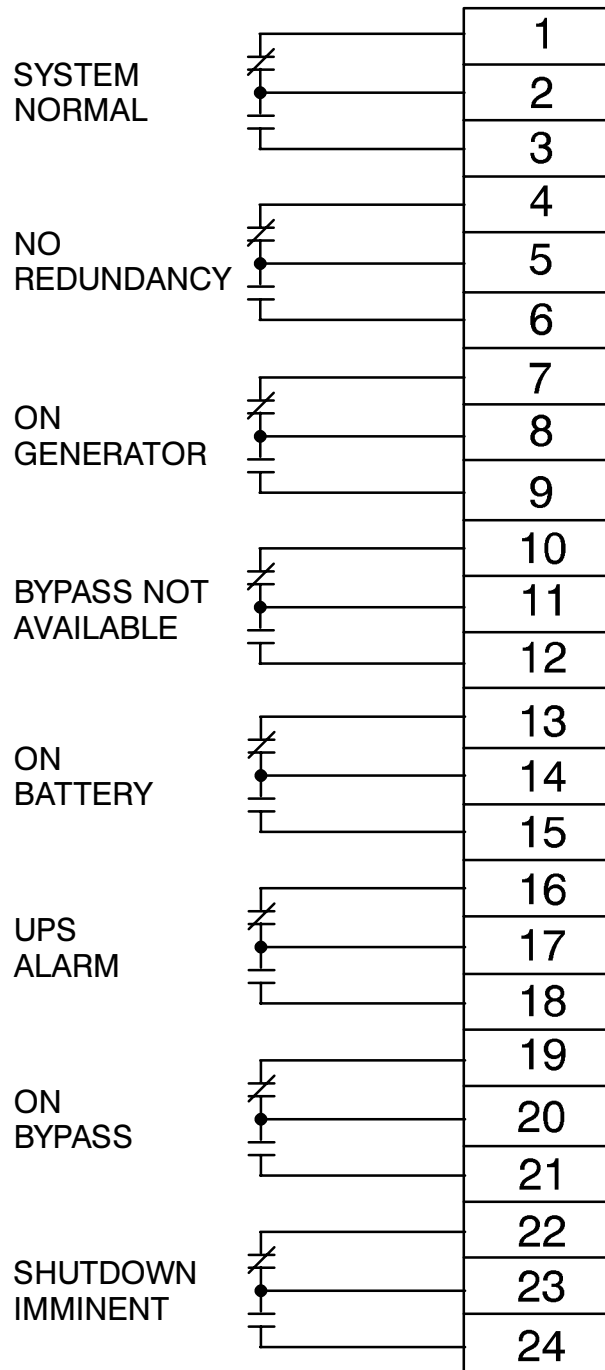 1
SYSTEM
NORMAL
2
3
4
NO
REDUNDANCY
5
6
7
ON
GENERATOR
8
9
10
BYPASS NOT
AVAILABLE
11
12
13
ON
BATTERY
14
15
16
UPS
ALARM
17
18
19
ON
BYPASS
20
21
22
SHUTDOWN
IMMINENT
23
24